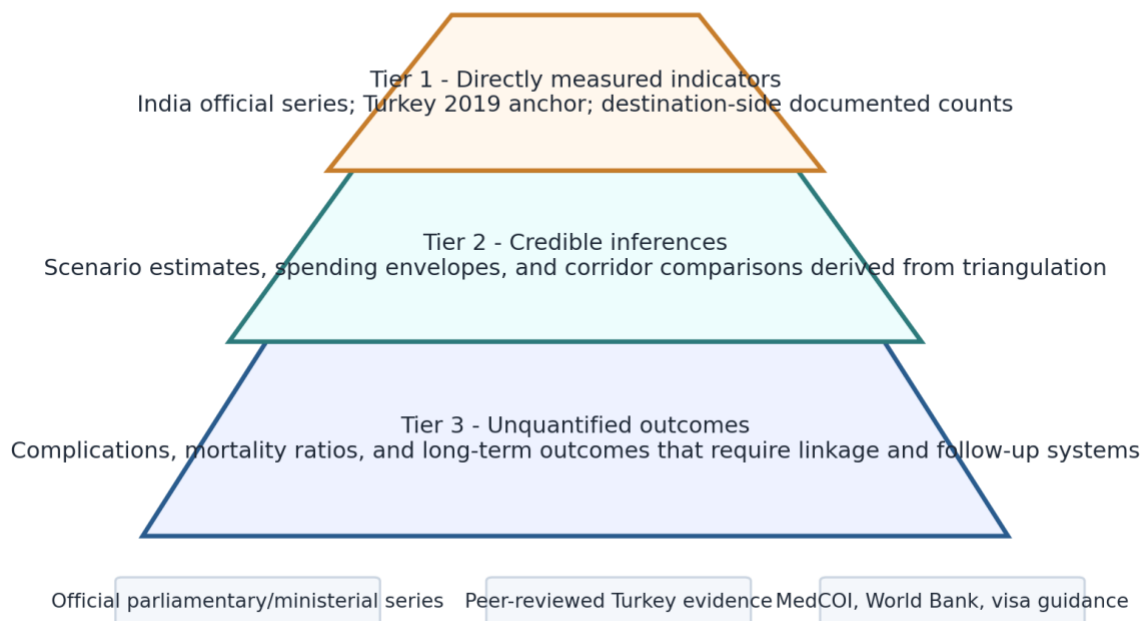 Tier 1 - Directly measured indicators
India official series; Turkey 2019 anchor; destination-side documented counts
Tier 2 - Credible inferences
Scenario estimates, spending envelopes, and corridor comparisons derived from triangulation
Tier 3 - Unquantified outcomes
Complications, mortality ratios, and long-term outcomes that require linkage and follow-up systems
Official parliamentary/ministerial series
Peer-reviewed Turkey evidence
MedCOI, World Bank, visa guidance